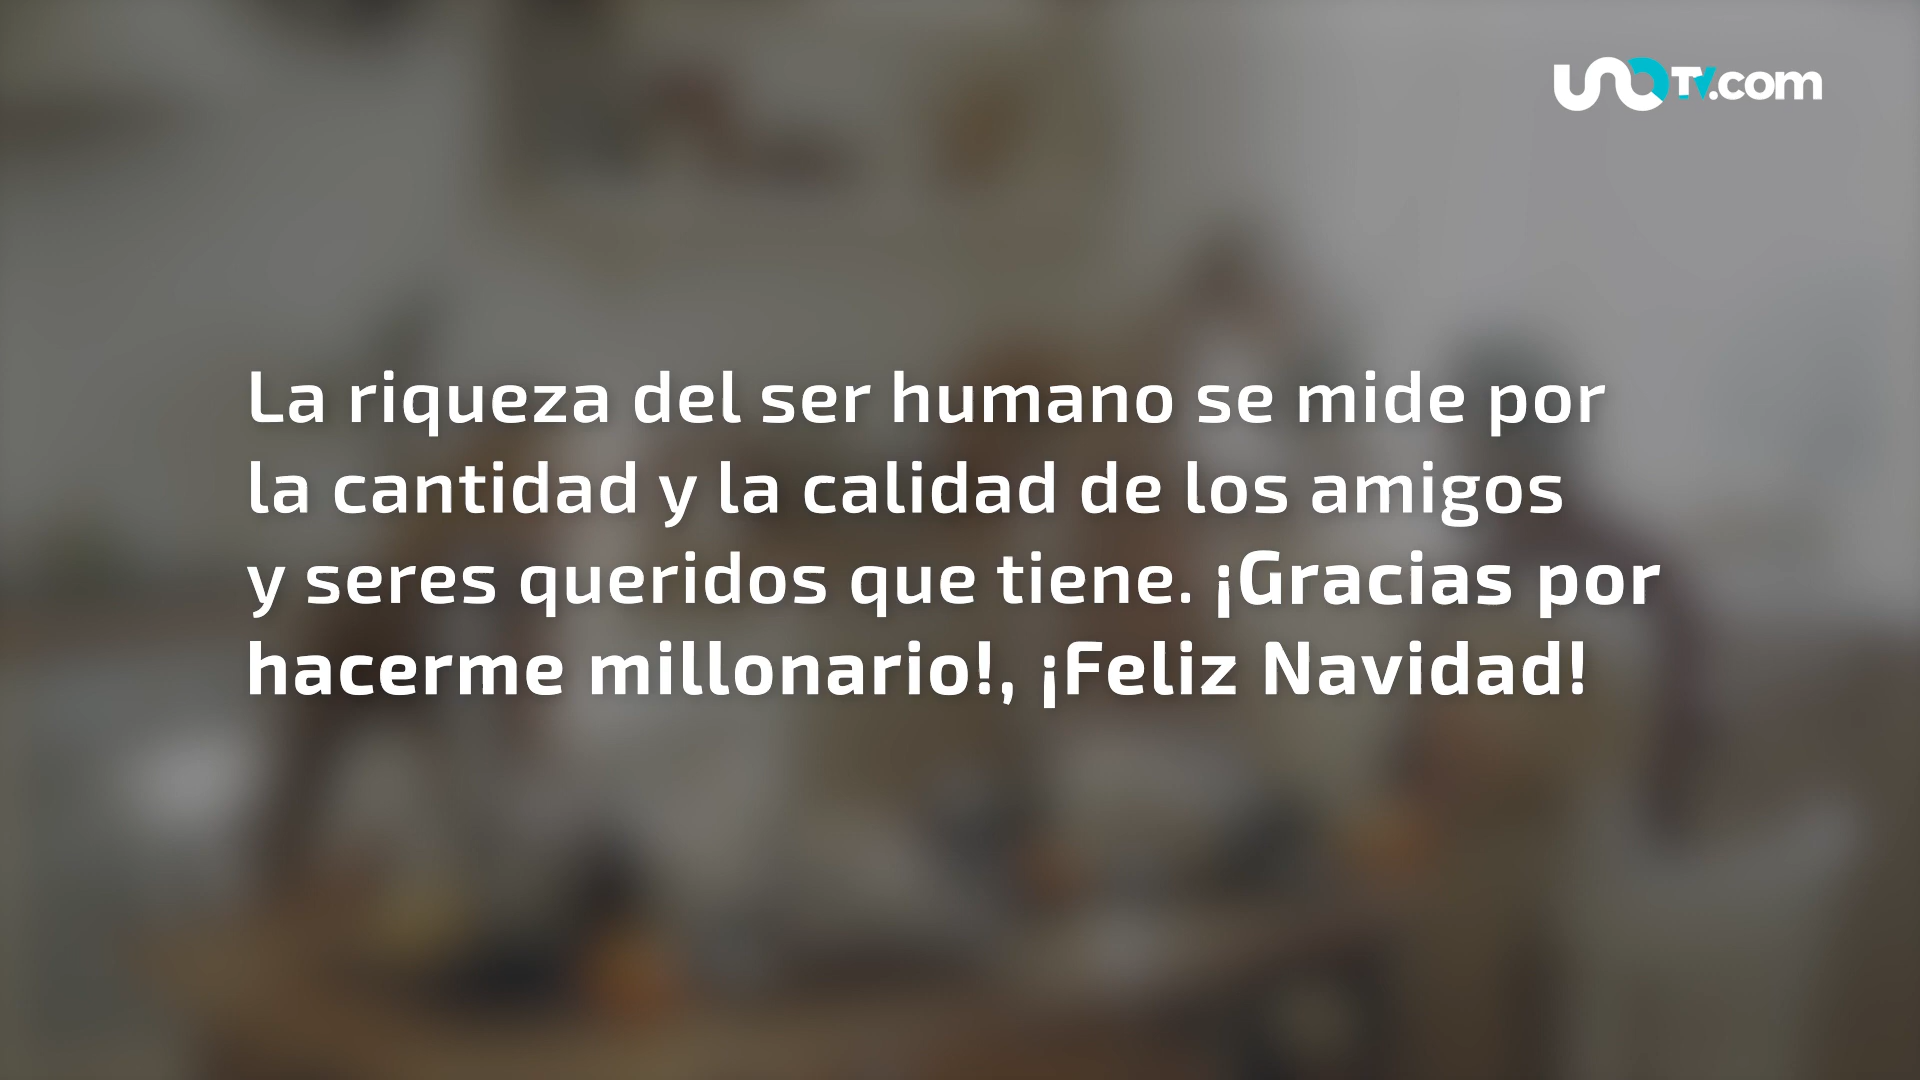 UNOTV.com
La riqueza del ser humano se mide por
la cantidad y la calidad de los amigos
y seres queridos que tiene. ¡Gracias por
hacerme millonario!, ¡Feliz Navidad!